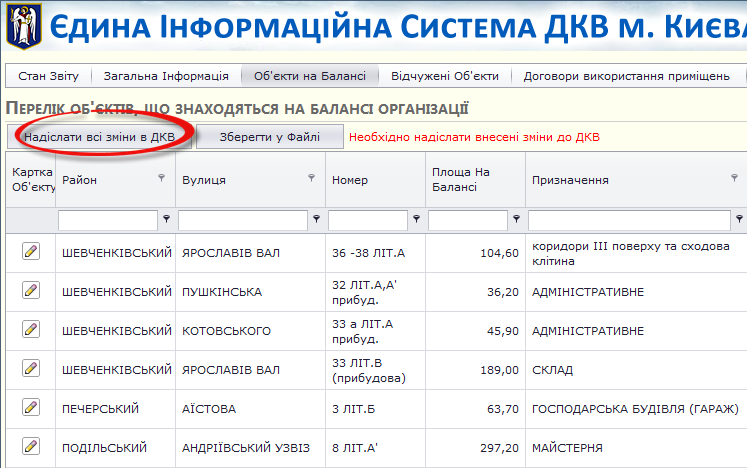 Єдина Інформаційна Система ДКВ м. Києва
Стан Звіту Загальна Інформація Об'єкти на Балансі Відчужені Об'єкти Договори використання приміщень
Перелік об'єктів, що знаходяться на балансі організації
Надіслати всі зміни в ДКВ Зберегти у Файлі Необхідно надіслати внесені зміни до ДКВ
Картка Об'єкту Район Вулиця Номер Площа На Балансі Призначення
ШЕВЧЕНКІВСЬКИЙ ЯРОСЛАВІВ ВАЛ 36 -38 ЛІТ.А 104,60 коридори III поверху та сходова клітина
ШЕВЧЕНКІВСЬКИЙ ПУШКІНСЬКА 32 ЛІТ.А,А' прибуд. 36,20 АДМІНІСТРАТИВНЕ
ШЕВЧЕНКІВСЬКИЙ КОТОВСЬКОГО 33 а ЛІТ.А прибуд. 45,90 АДМІНІСТРАТИВНЕ
ШЕВЧЕНКІВСЬКИЙ ЯРОСЛАВІВ ВАЛ 33 ЛІТ.В (прибудова) 189,00 СКЛАД
ПЕЧЕРСЬКИЙ АЇСТОВА 3 ЛІТ.Б 63,70 ГОСПОДАРСЬКА БУДІВЛЯ (ГАРАЖ)
ПОДІЛЬСЬКИЙ АНДРІЇВСЬКИЙ УЗВІЗ 8 ЛІТ.А' 297,20 МАЙСТЕРНЯ